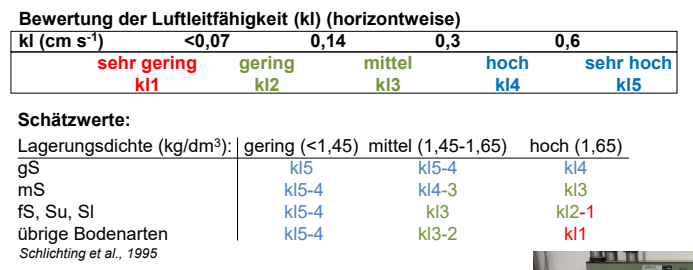 Bewertung der Luftleitfähigkeit (kl) (horizontweise)
kl (cm s⁻¹) <0,07 0,14 0,3 0,6
sehr gering gering mittel hoch sehr hoch
kl1 kl2 kl3 kl4 kl5
Schätzwerte:
Lagerungsdichte (kg/dm³): gering (<1,45) mittel (1,45-1,65) hoch (1,65)
gS kl5 kl5-4 kl4
mS kl5-4 kl4-3 kl3
fS, Su, Sl kl5-4 kl3 kl2-1
übrige Bodenarten kl5-4 kl3-2 kl1
Schlichting et al., 1995